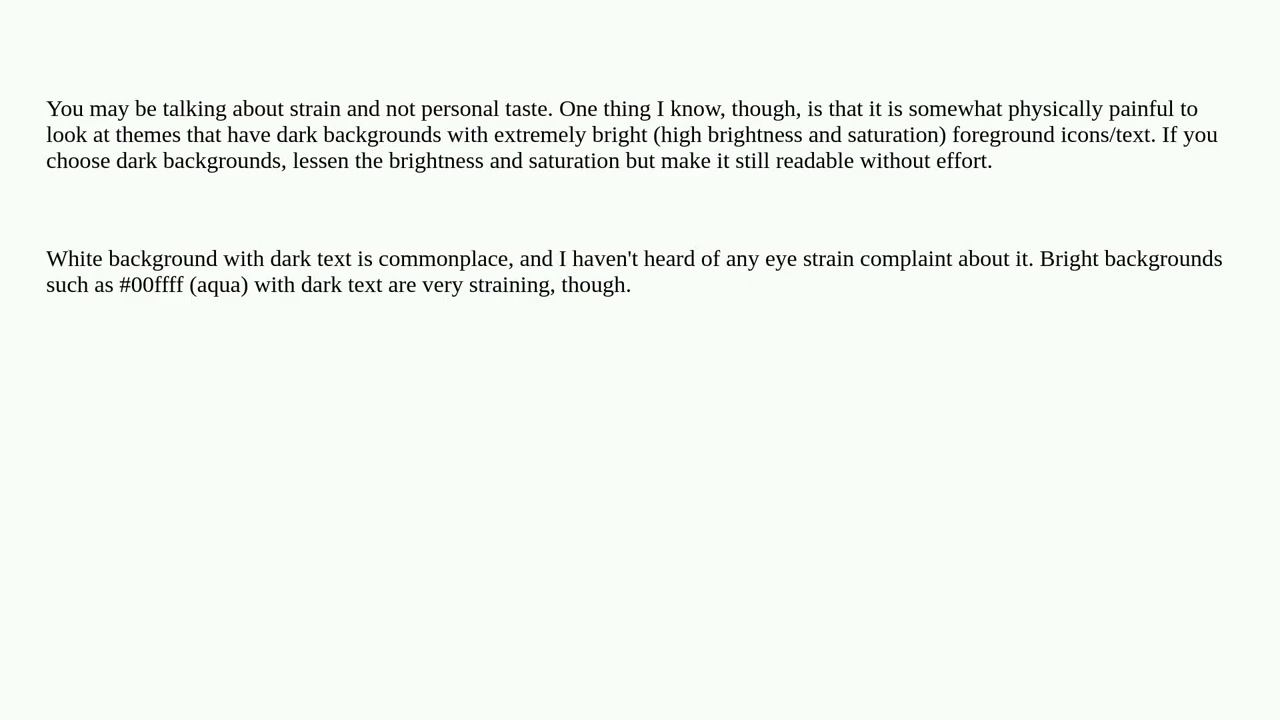 You may be talking about strain and not personal taste. One thing I know, though, is that it is somewhat physically painful to
look at themes that have dark backgrounds with extremely bright (high brightness and saturation) foreground icons/text. If you
choose dark backgrounds, lessen the brightness and saturation but make it still readable without effort.
White background with dark text is commonplace, and I haven't heard of any eye strain complaint about it. Bright backgrounds
such as #00ffff (aqua) with dark text are very straining, though.